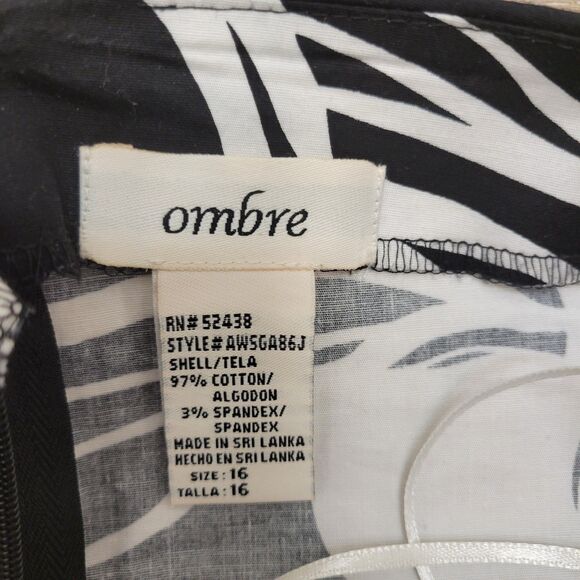 ombre
RN# 52438
STYLE# AWSGA86J
SHELL/TELA
97% COTTON/
ALGODON
3% SPANDEX/
SPANDEX
MADE IN SRI LANKA
HECHO EN SRI LANKA
SIZE : 16
TALLA : 16